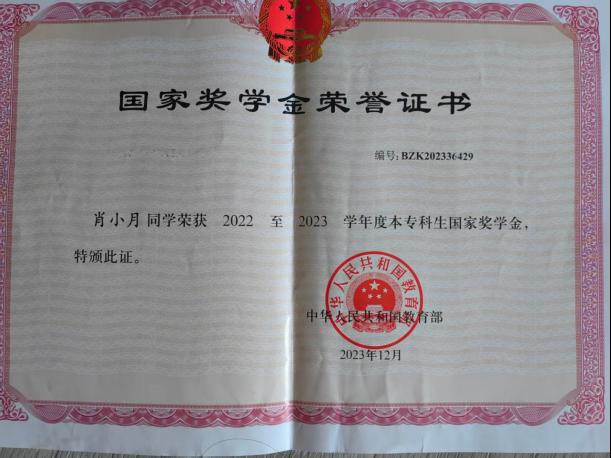 国家奖学金荣誉证书
编号:BZK202336429
肖小月同学荣获 2022 至 2023 学年度本专科生国家奖学金,
特颁此证。
中华人民共和国教育部
中华人民共和国教育部
2023年12月